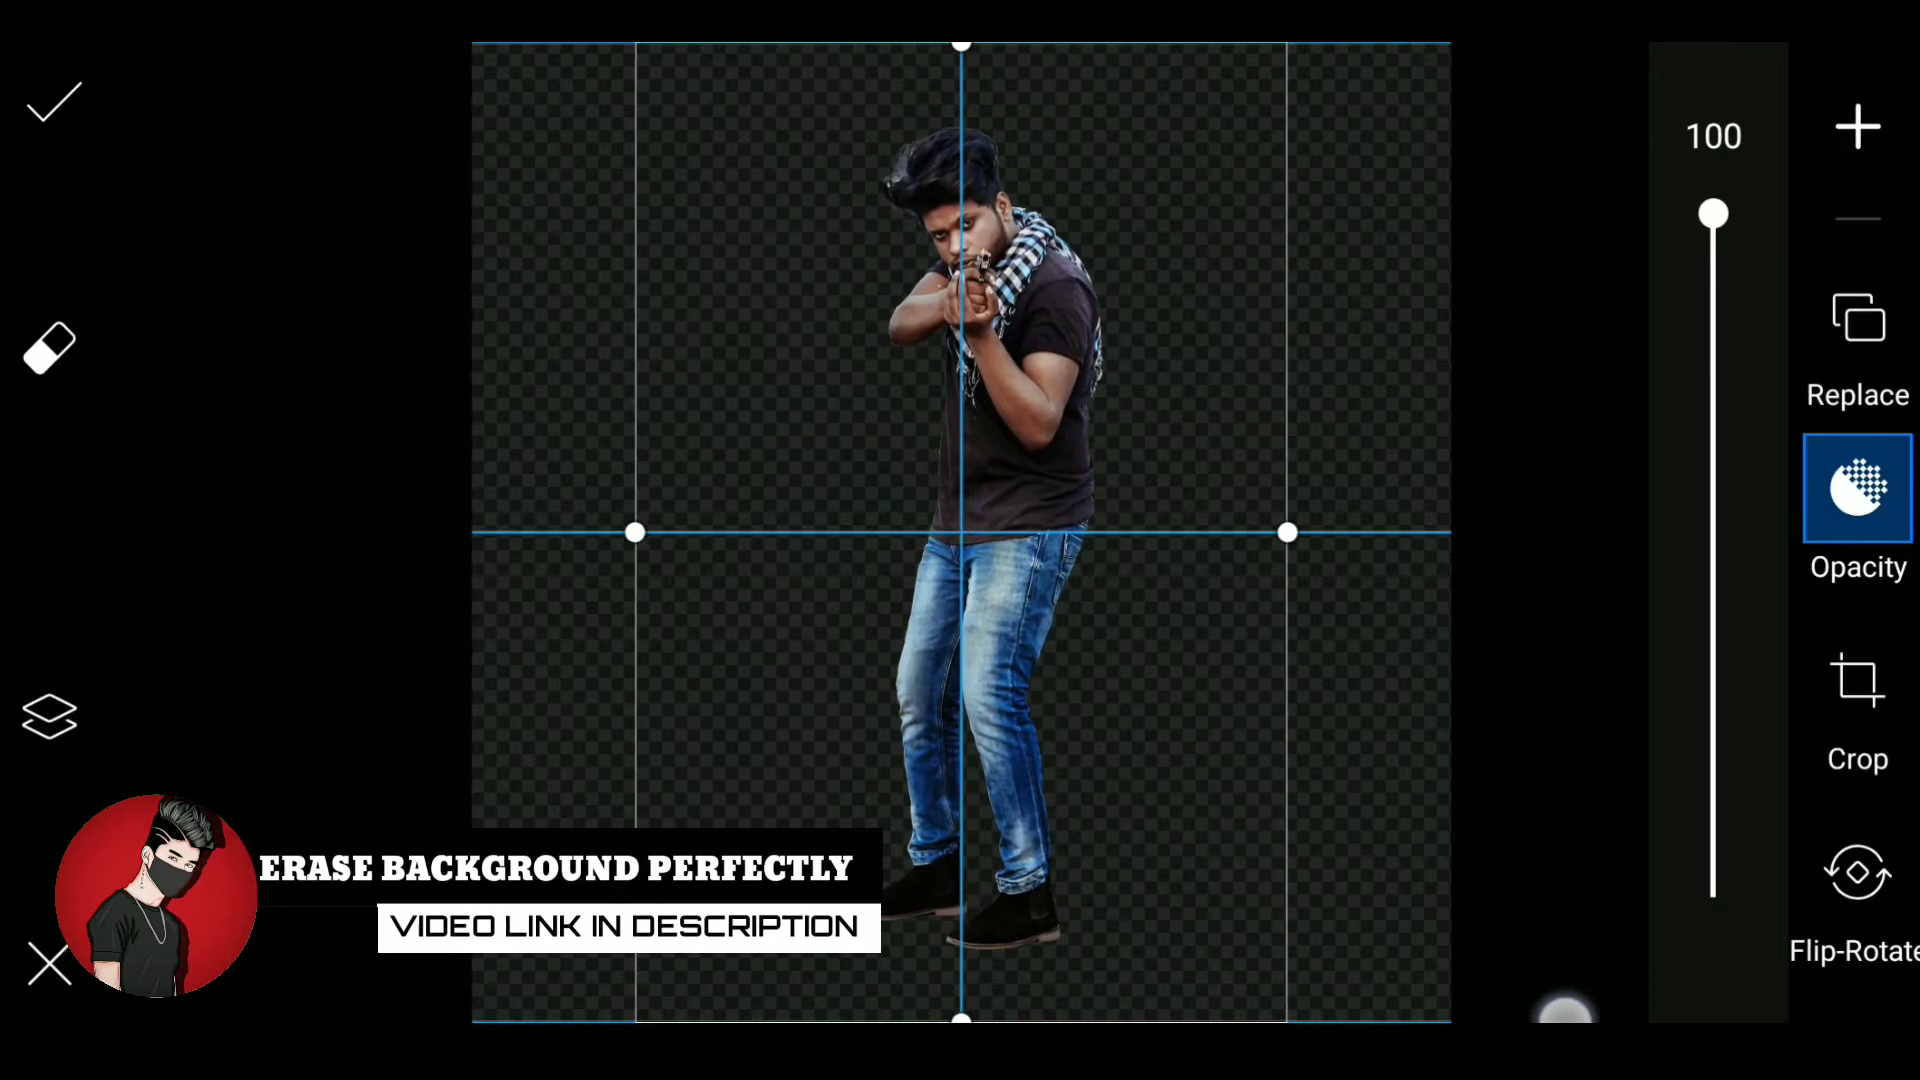 100
Replace
Opacity
Crop
Flip-Rotate
ERASE BACKGROUND PERFECTLY
VIDEO LINK IN DESCRIPTION